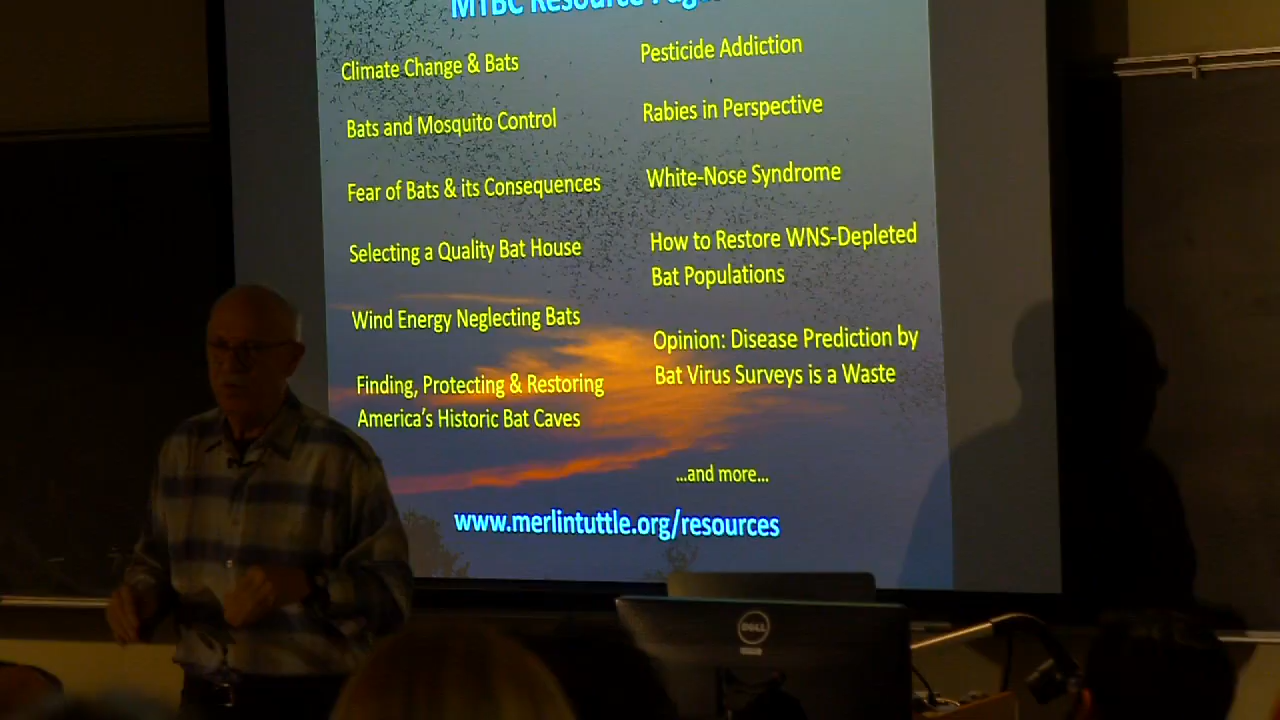 MTBC Resource
Climate Change & Bats
Bats and Mosquito Control
Fear of Bats & its Consequences
Selecting a Quality Bat House
Wind Energy Neglecting Bats
Finding, Protecting & Restoring
America's Historic Bat Caves
Pesticide Addiction
Rabies in Perspective
White-Nose Syndrome
How to Restore WNS-Depleted
Bat Populations
Opinion: Disease Prediction by
Bat Virus Surveys is a Waste
...and more...
www.merlintuttle.org/resources
DELL